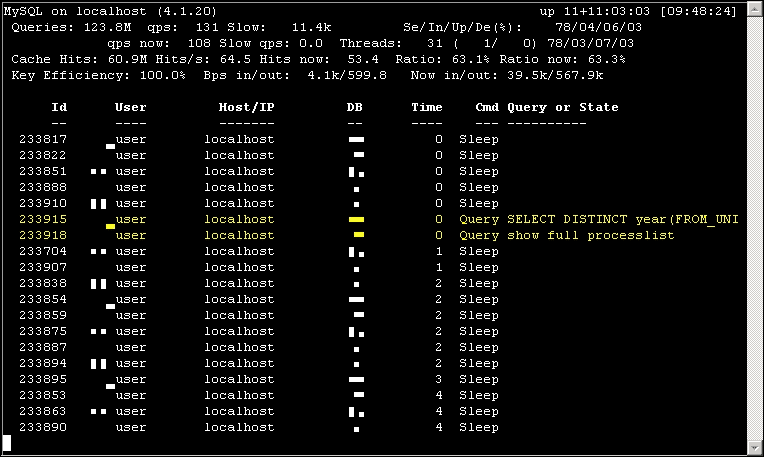 MySQL on localhost (4.1.20) up 11+11:03:03 [09:48:24]
Queries: 123.8M qps: 131 Slow: 11.4k Se/In/Up/De(%): 78/04/06/03
qps now: 108 Slow qps: 0.0 Threads: 31 ( 1/ 0) 78/03/07/03
Cache Hits: 60.9M Hits/s: 64.5 Hits now: 53.4 Ratio: 63.1% Ratio now: 63.3%
Key Efficiency: 100.0% Bps in/out: 4.1k/599.8 Now in/out: 39.5k/567.9k
Id User Host/IP DB Time Cmd Query or State
-- ---- ------- -- ---- --- ----------
233817 user localhost 0 Sleep
233822 user localhost 0 Sleep
233851 user localhost 0 Sleep
233888 user localhost 0 Sleep
233910 user localhost 0 Sleep
233915 user localhost 0 Query SELECT DISTINCT year(FROM_UNI
233918 user localhost 0 Query show full processlist
233704 user localhost 1 Sleep
233907 user localhost 1 Sleep
233838 user localhost 2 Sleep
233854 user localhost 2 Sleep
233859 user localhost 2 Sleep
233875 user localhost 2 Sleep
233887 user localhost 2 Sleep
233894 user localhost 2 Sleep
233895 user localhost 3 Sleep
233853 user localhost 4 Sleep
233863 user localhost 4 Sleep
233890 user localhost 4 Sleep